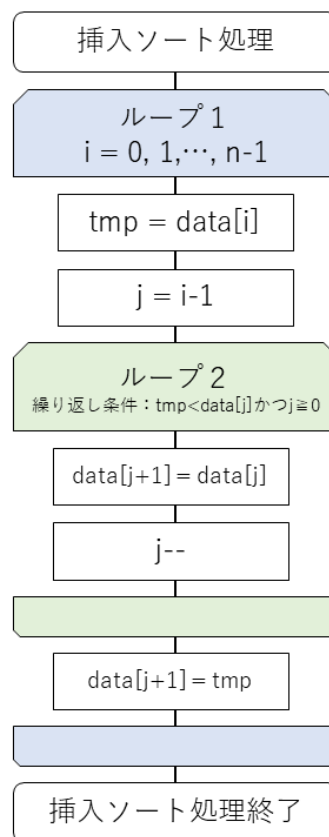 挿入ソート処理
ループ1
i = 0, 1,…, n-1
tmp = data[i]
j = i-1
ループ2
繰り返し条件：tmp<data[j]かつj≧0
data[j+1] = data[j]
j--
data[j+1] = tmp
挿入ソート処理終了